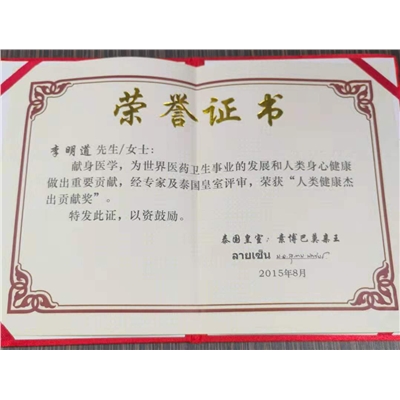 荣誉证书
李明道 先生/女士:
献身医学,为世界医药卫生事业的发展和人类身心健康
做出重要贡献,经专家及泰国皇室评审,荣获“人类健康杰
出贡献奖”。
特发此证,以资鼓励。
泰国皇室:素博巴莫亲王
ลายเซ็น
2015年8月